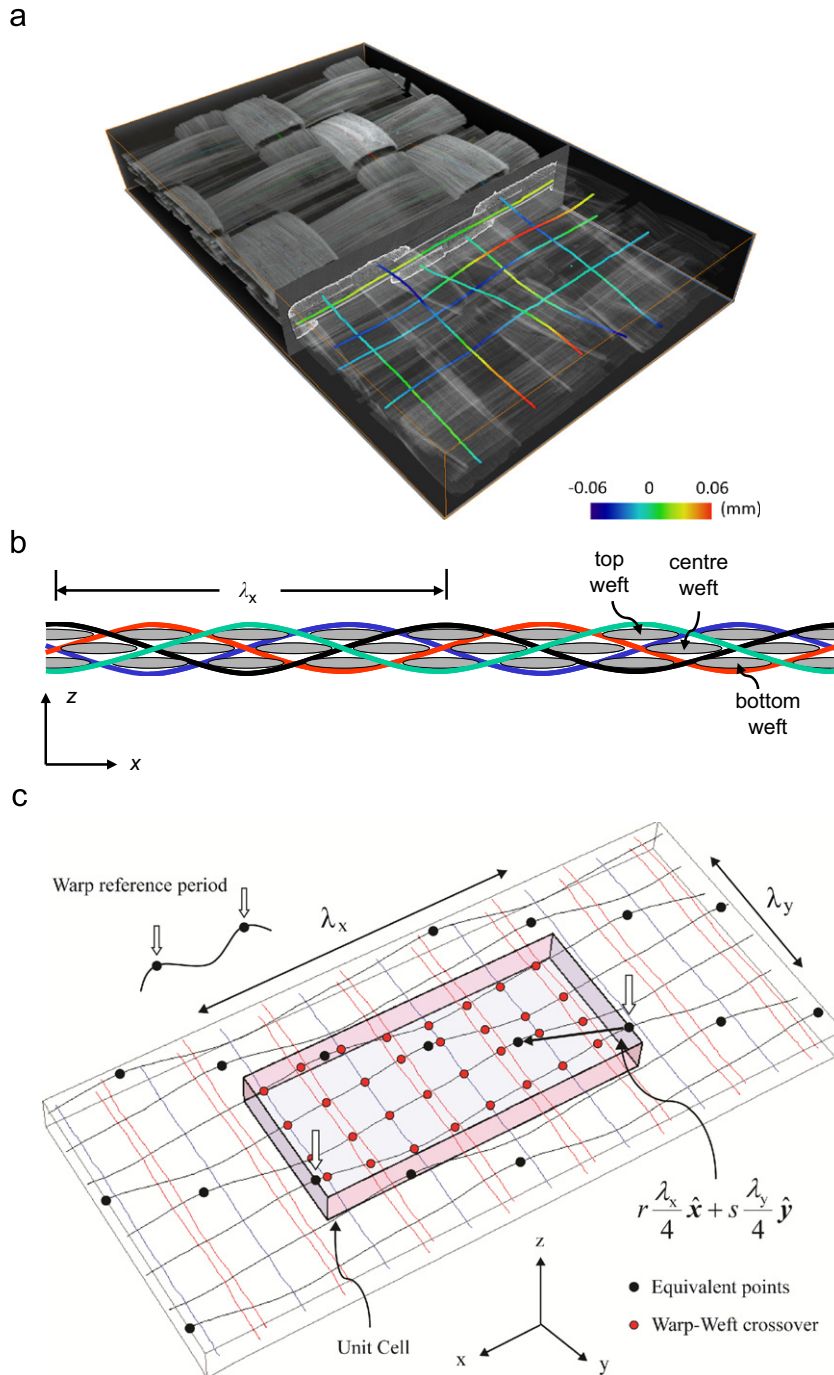 a
-0.06 0 0.06
(mm)
b
λx
top
weft
centre
weft
bottom
weft
z
x
c
Warp reference period
λx
λy
r λx/4 x̂ + s λy/4 ŷ
z
x
y
Unit Cell
Equivalent points
Warp-Weft crossover